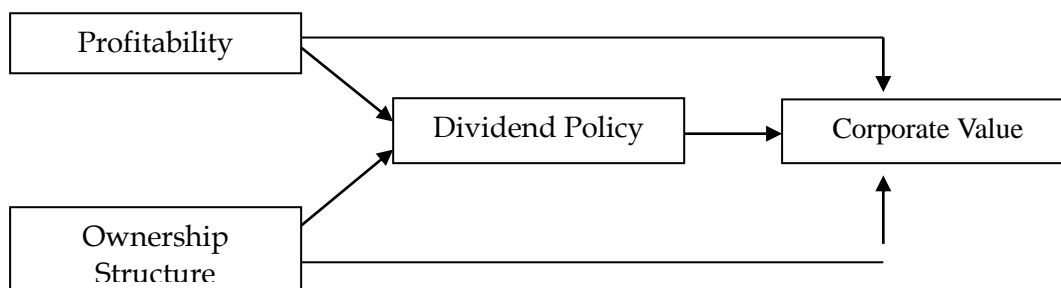 Profitability
Dividend Policy
Corporate Value
Ownership
Structure